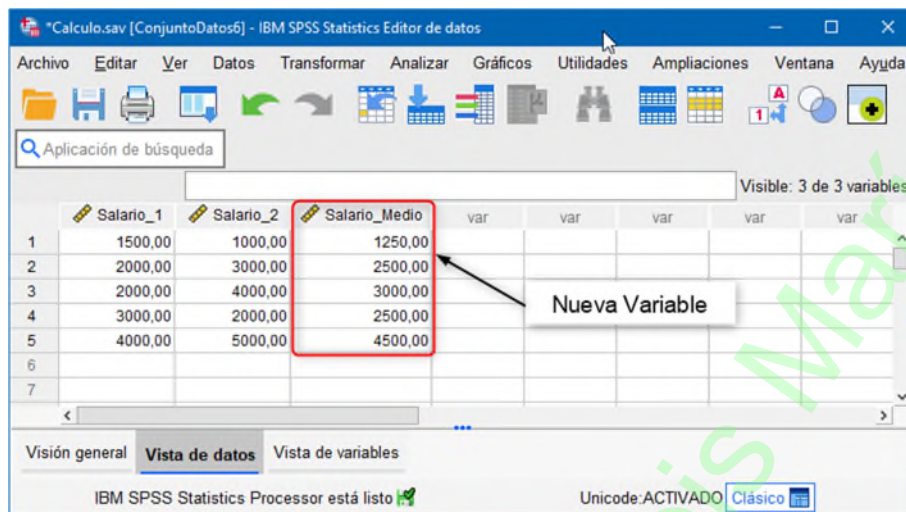 *Calculo.sav [ConjuntoDatos6] - IBM SPSS Statistics Editor de datos
Archivo Editar Ver Datos Transformar Analizar Gráficos Utilidades Ampliaciones Ventana Ayuda
Aplicación de búsqueda
Visible: 3 de 3 variables
Salario_1 Salario_2 Salario_Medio var var var var var
1 1500,00 1000,00 1250,00
2 2000,00 3000,00 2500,00
3 2000,00 4000,00 3000,00
4 3000,00 2000,00 2500,00
5 4000,00 5000,00 4500,00
6
7
Nueva Variable
Visión general Vista de datos Vista de variables
IBM SPSS Statistics Processor está listo Unicode:ACTIVADO Clásico